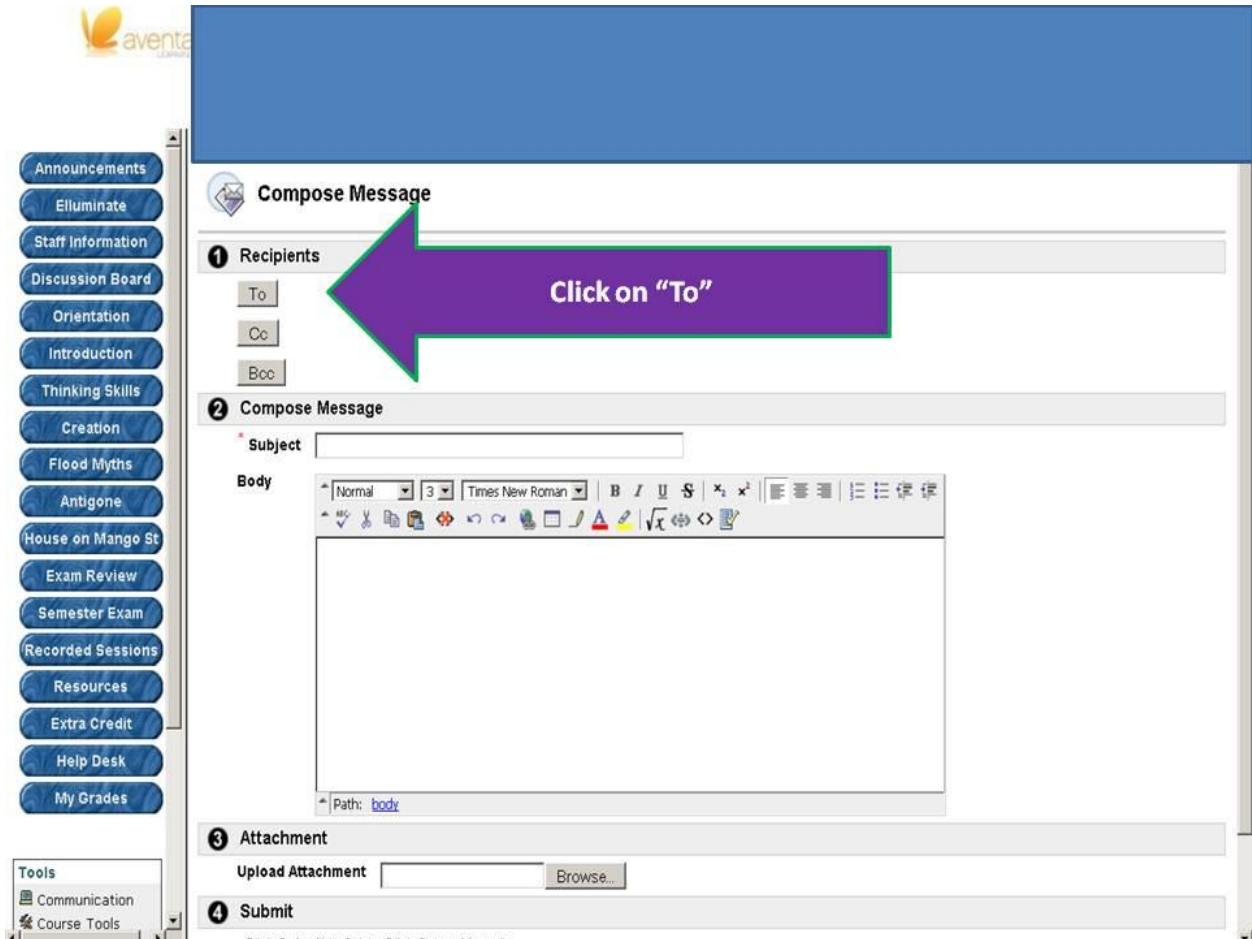 aventa
Announcements
Elluminate
Staff Information
Discussion Board
Orientation
Introduction
Thinking Skills
Creation
Flood Myths
Antigone
House on Mango St
Exam Review
Semester Exam
Recorded Sessions
Resources
Extra Credit
Help Desk
My Grades
Tools
Communication
Course Tools
Compose Message
1 Recipients
To
Click on “To”
Cc
Bcc
2 Compose Message
* Subject
Body
Normal 3 Times New Roman B I U S x₂ x²
ABC
Path: body
3 Attachment
Upload Attachment Browse...
4 Submit